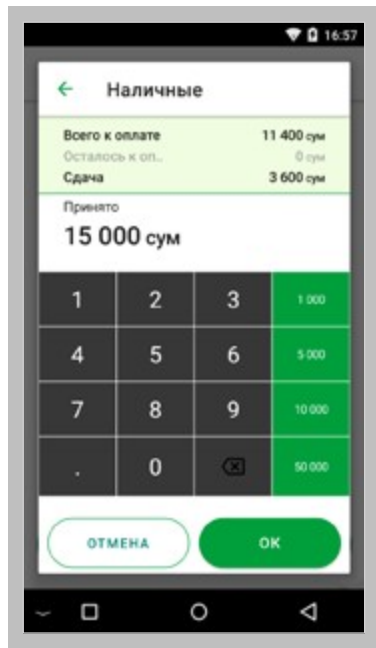 16:57
Наличные
Всего к оплате 11 400 сум
Осталось к оп.. 0 сум
Сдача 3 600 сум
Принято
15 000 сум
1 2 3 1 000
4 5 6 5 000
7 8 9 10 000
. 0 50 000
ОТМЕНА ОК